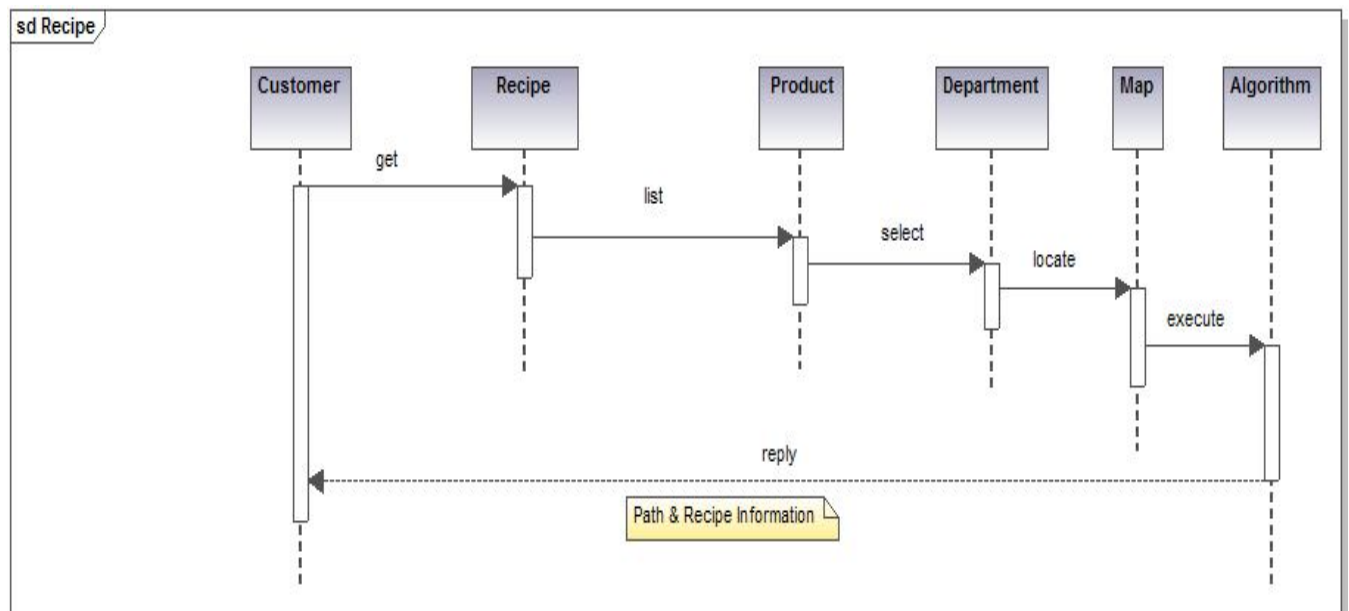 sd Recipe
Customer
Recipe
Product
Department
Map
Algorithm
get
list
select
locate
execute
reply
Path & Recipe Information